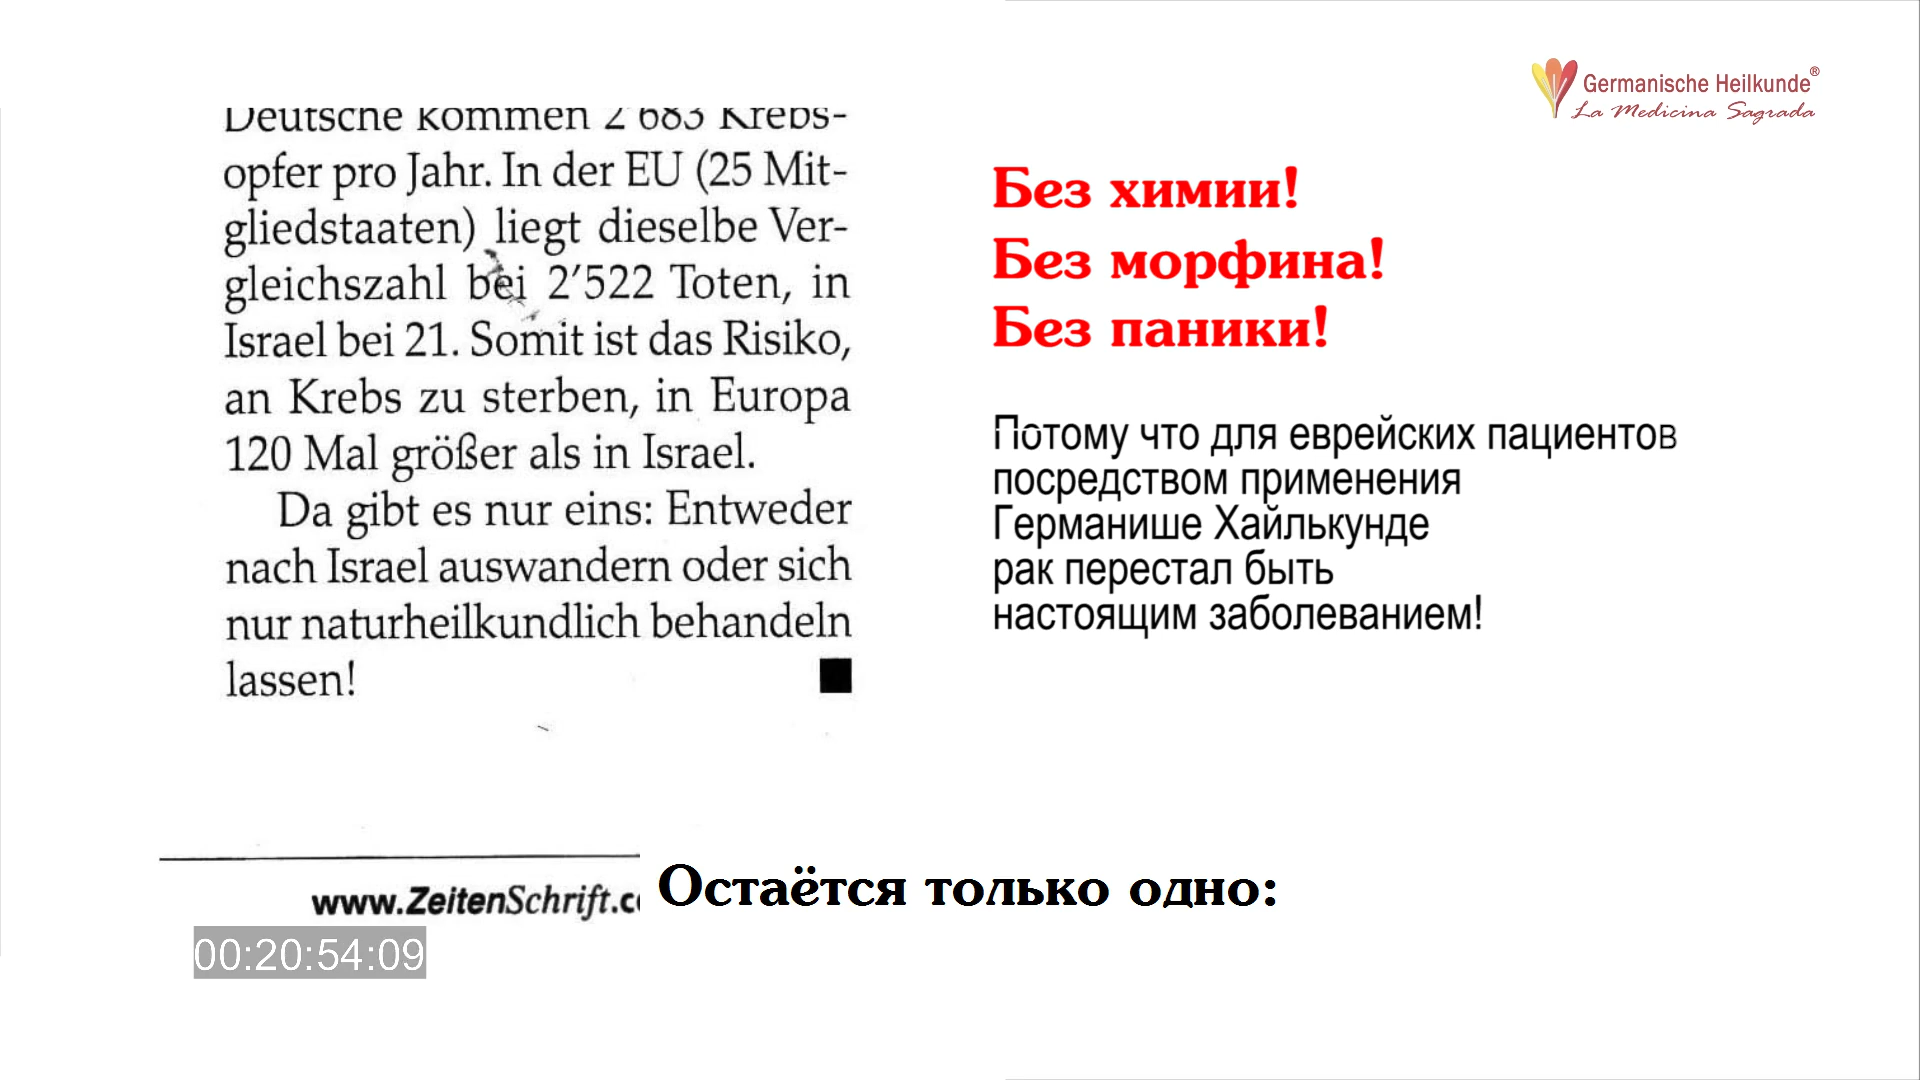 Germanische Heilkunde®
La Medicina Sagrada
Deutsche kommen 2'683 Krebs-
opfer pro Jahr. In der EU (25 Mit-
gliedstaaten) liegt dieselbe Ver-
gleichszahl bei 2'522 Toten, in
Israel bei 21. Somit ist das Risiko,
an Krebs zu sterben, in Europa
120 Mal größer als in Israel.
Da gibt es nur eins: Entweder
nach Israel auswandern oder sich
nur naturheilkundlich behandeln
lassen!
Без химии!
Без морфина!
Без паники!
Потому что для еврейских пациентов
посредством применения
Германише Хайлькунде
рак перестал быть
настоящим заболеванием!
www.ZeitenSchrift.c
Остаётся только одно:
00:20:54:09